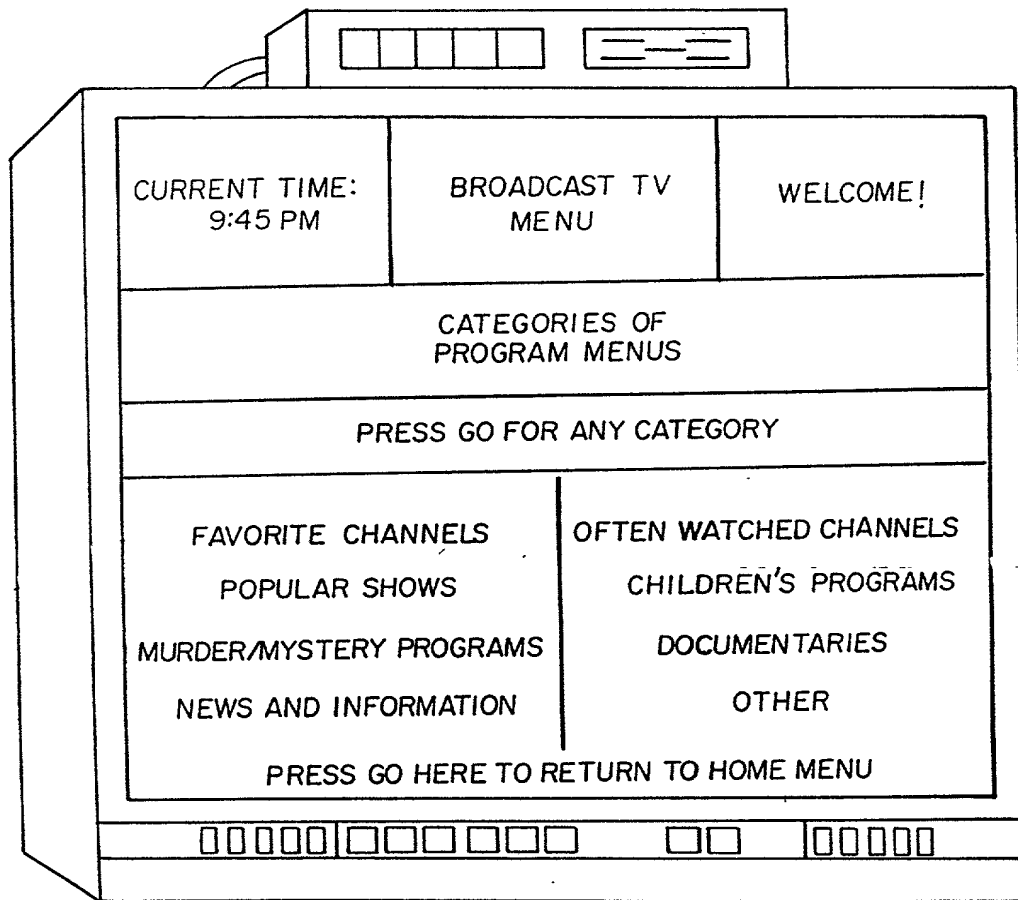 CURRENT TIME:
9:45 PM
BROADCAST TV
MENU
WELCOME!
CATEGORIES OF
PROGRAM MENUS
PRESS GO FOR ANY CATEGORY
FAVORITE CHANNELS
POPULAR SHOWS
MURDER/MYSTERY PROGRAMS
NEWS AND INFORMATION
OFTEN WATCHED CHANNELS
CHILDREN'S PROGRAMS
DOCUMENTARIES
OTHER
PRESS GO HERE TO RETURN TO HOME MENU